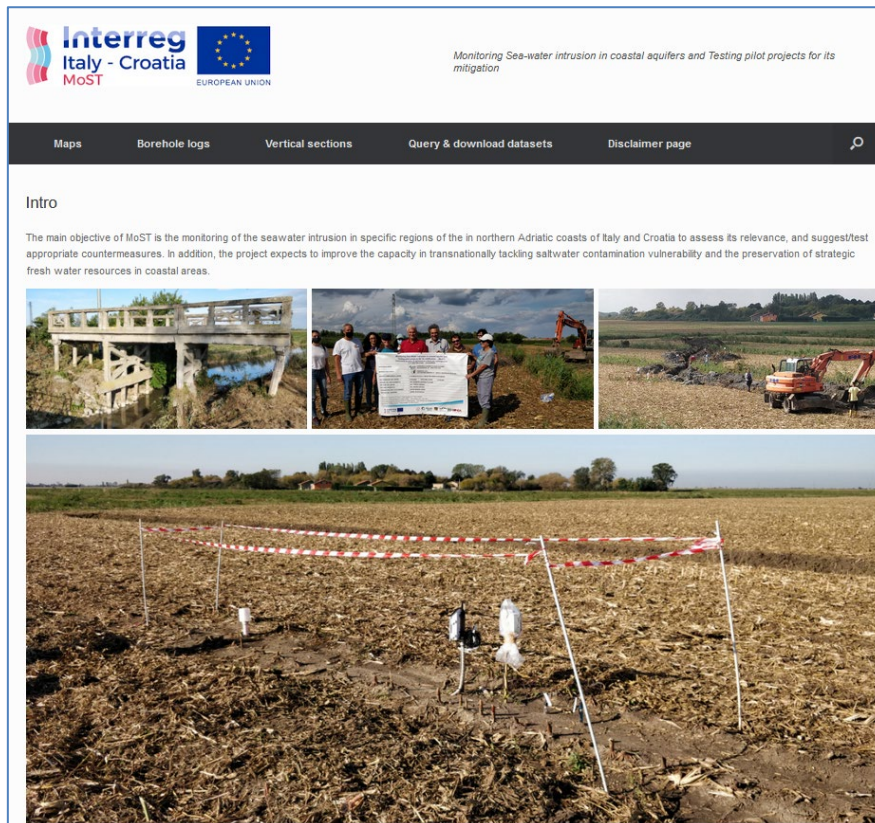 Interreg
Italy - Croatia
MoST
EUROPEAN UNION
Monitoring Sea-water intrusion in coastal aquifers and Testing pilot projects for its
mitigation
Maps Borehole logs Vertical sections Query & download datasets Disclaimer page
Intro
The main objective of MoST is the monitoring of the seawater intrusion in specific regions of the in northern Adriatic coasts of Italy and Croatia to assess its relevance, and suggest/test
appropriate countermeasures. In addition, the project expects to improve the capacity in transnationally tackling saltwater contamination vulnerability and the preservation of strategic
fresh water resources in coastal areas.